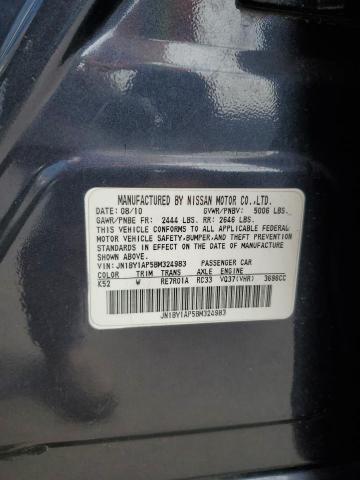 MANUFACTURED BY NISSAN MOTOR CO.,LTD.
DATE: 08/10 GVWR/PNBV: 5006 LBS.
GAWR/PNBE FR: 2444 LBS. RR: 2646 LBS.
THIS VEHICLE CONFORMS TO ALL APPLICABLE FEDERAL
MOTOR VEHICLE SAFETY,BUMPER,AND THEFT PREVENTION
STANDARDS IN EFFECT ON THE DATE OF MANUFACTURE
SHOWN ABOVE.
VIN: JN1BY1AP5BM324983 PASSENGER CAR
COLOR TRIM TRANS AXLE ENGINE
K52 W RE7R01A RC33 VQ37(VHR) 3696CC
JN1BY1AP5BM324983